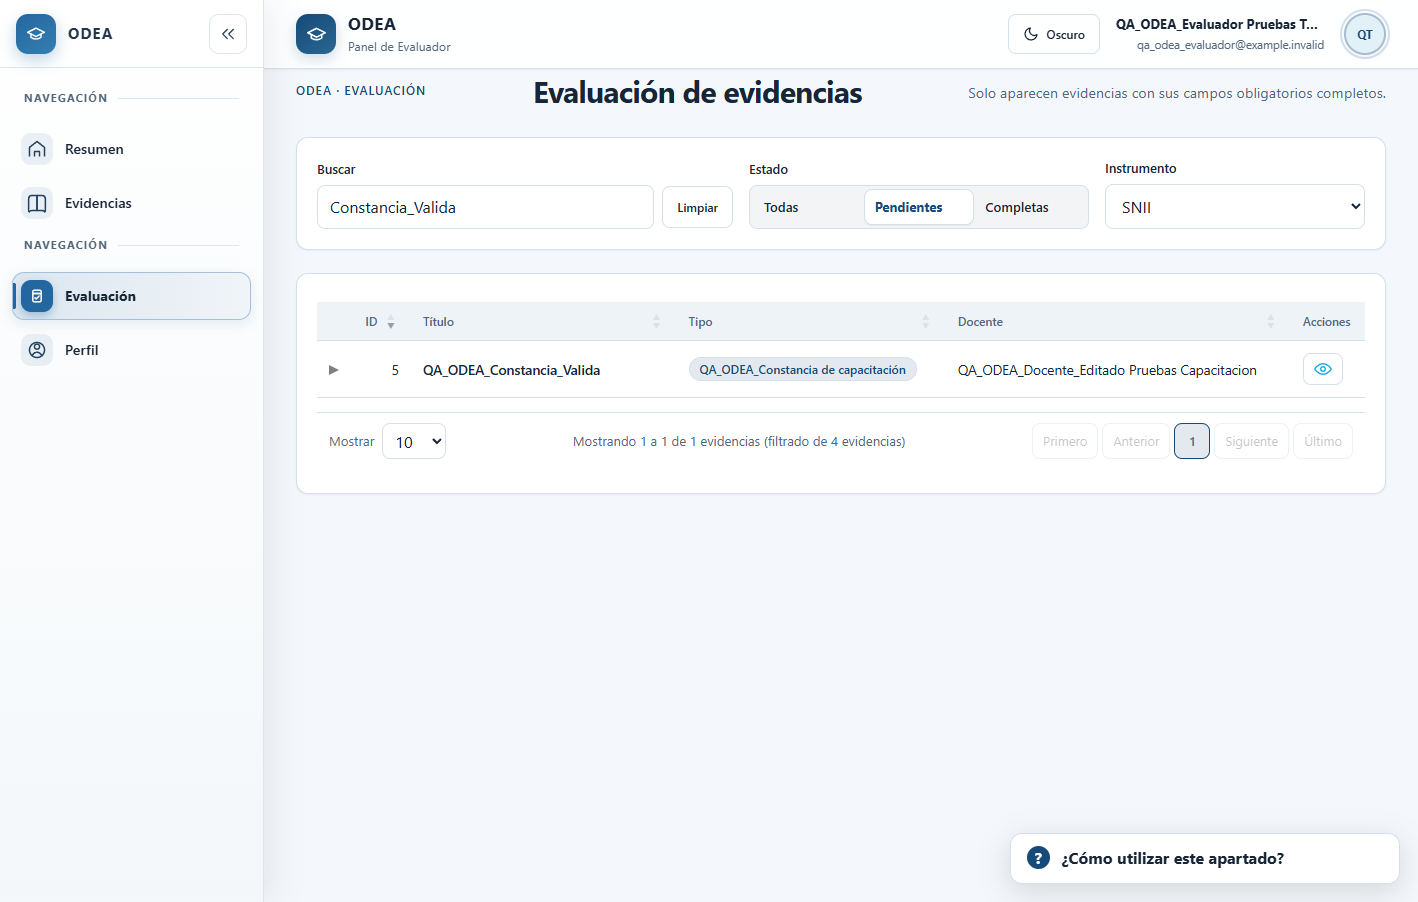 ODEA
NAVEGACIÓN
Resumen
Evidencias
NAVEGACIÓN
Evaluación
Perfil
ODEA
Panel de Evaluador
Oscuro
QA_ODEA_Evaluador Pruebas T...
qa_odea_evaluador@example.invalid
QT
ODEA · EVALUACIÓN
Evaluación de evidencias
Solo aparecen evidencias con sus campos obligatorios completos.
Buscar
Constancia_Valida
Limpiar
Estado
Todas
Pendientes
Completas
Instrumento
SNII
ID
Título
Tipo
Docente
Acciones
5
QA_ODEA_Constancia_Valida
QA_ODEA_Constancia de capacitación
QA_ODEA_Docente_Editado Pruebas Capacitacion
Mostrar
10
Mostrando 1 a 1 de 1 evidencias (filtrado de 4 evidencias)
Primero
Anterior
1
Siguiente
Último
? ¿Cómo utilizar este apartado?